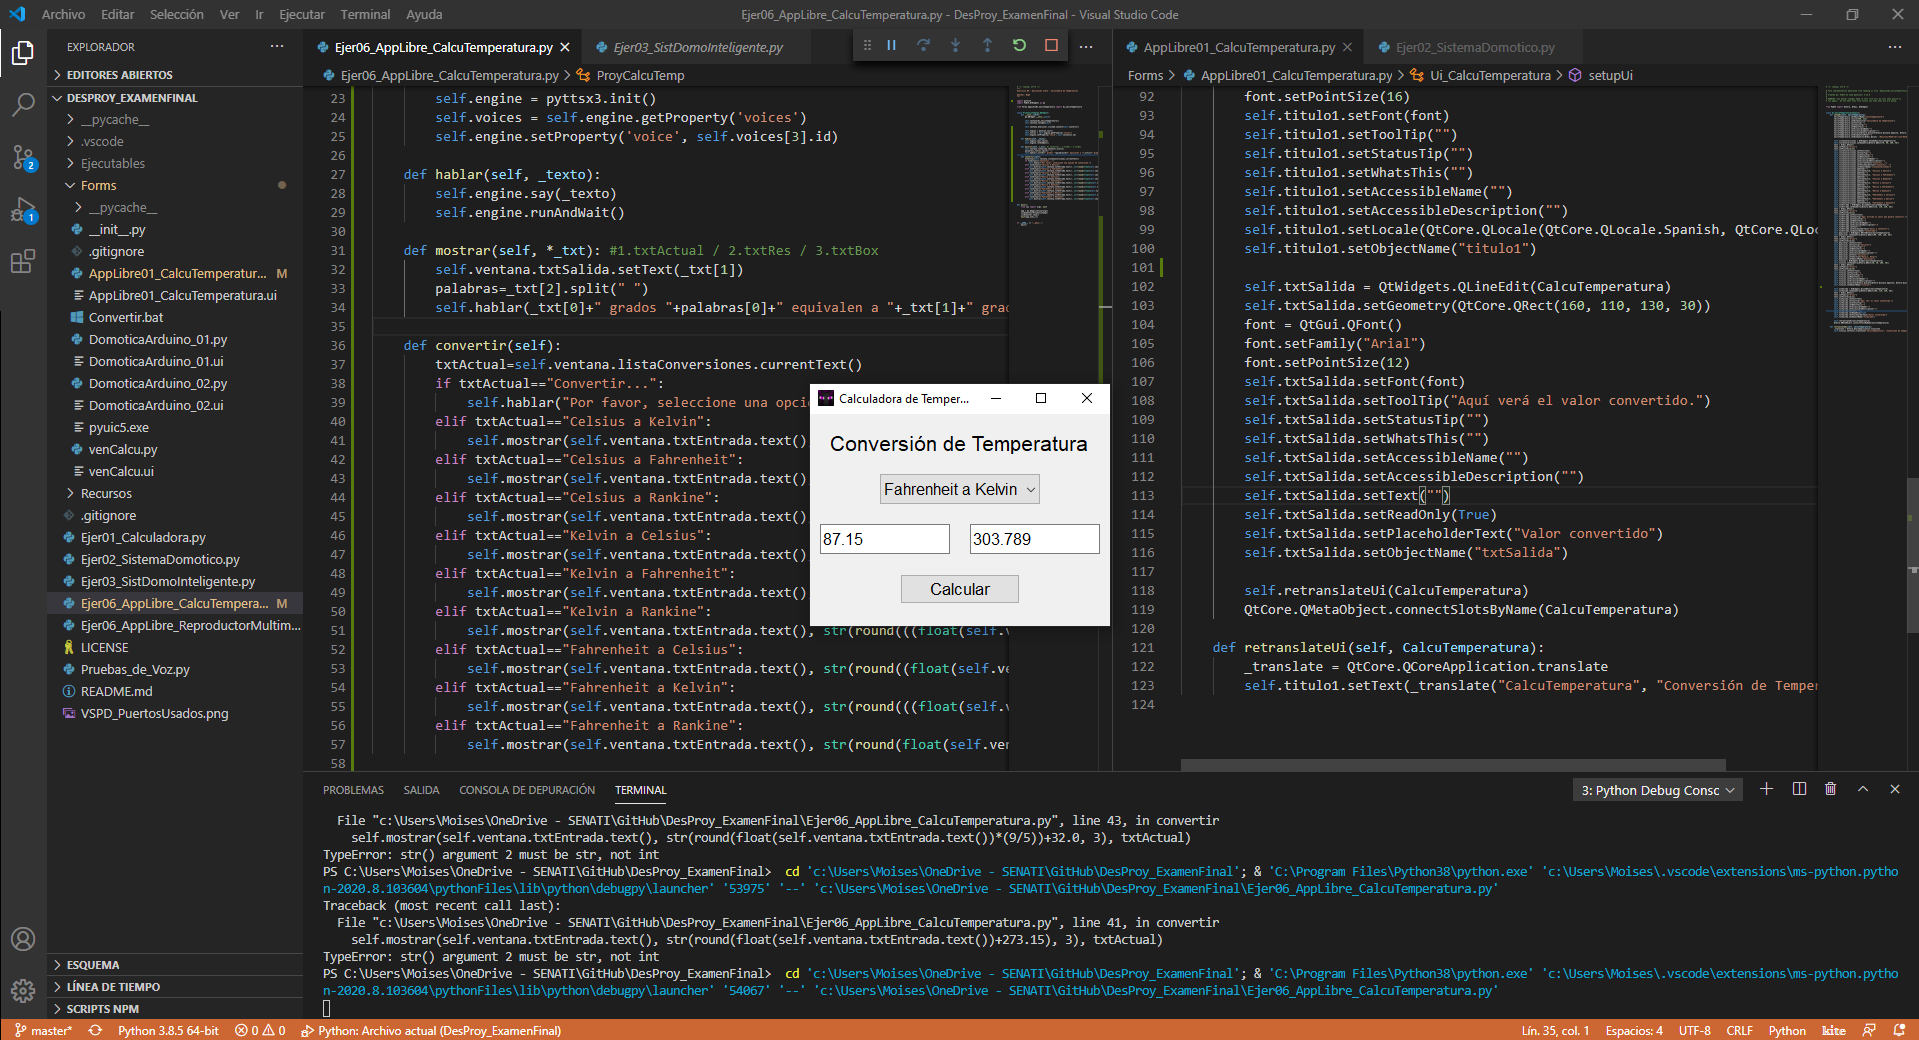 Archivo Editar Selección Ver Ir Ejecutar Terminal Ayuda
Ejer06_AppLibre_CalcuTemperatura.py - DesProy_ExamenFinal - Visual Studio Code
EXPLORADOR
EDITORES ABIERTOS
DESPROY_EXAMENFINAL
__pycache__
.vscode
Ejecutables
Forms
__pycache__
__init__.py
.gitignore
AppLibre01_CalcuTemperatur... M
AppLibre01_CalcuTemperatura.ui
Convertir.bat
DomoticaArduino_01.py
DomoticaArduino_01.ui
DomoticaArduino_02.py
DomoticaArduino_02.ui
pyuic5.exe
venCalcu.py
venCalcu.ui
Recursos
.gitignore
Ejer01_Calculadora.py
Ejer02_SistemaDomotico.py
Ejer03_SistDomoInteligente.py
Ejer06_AppLibre_CalcuTempera... M
Ejer06_AppLibre_ReproductorMultim...
LICENSE
Pruebas_de_Voz.py
README.md
VSPD_PuertosUsados.png
ESQUEMA
LÍNEA DE TIEMPO
SCRIPTS NPM
2
1
Ejer06_AppLibre_CalcuTemperatura.py
Ejer03_SistDomoInteligente.py
Ejer06_AppLibre_CalcuTemperatura.py > ProyCalcuTemp
23 self.engine = pyttsx3.init()
24 self.voices = self.engine.getProperty('voices')
25 self.engine.setProperty('voice', self.voices[3].id)
26
27 def hablar(self, _texto):
28 self.engine.say(_texto)
29 self.engine.runAndWait()
30
31 def mostrar(self, *_txt): #1.txtActual / 2.txtRes / 3.txtBox
32 self.ventana.txtSalida.setText(_txt[1])
33 palabras=_txt[2].split(" ")
34 self.hablar(_txt[0]+" grados "+palabras[0]+" equivalen a "+_txt[1]+" grad
35
36 def convertir(self):
37 txtActual=self.ventana.listaConversiones.currentText()
38 if txtActual=="Convertir...":
39 self.hablar("Por favor, seleccione una opci
40 elif txtActual=="Celsius a Kelvin":
41 self.mostrar(self.ventana.txtEntrada.text()
42 elif txtActual=="Celsius a Fahrenheit":
43 self.mostrar(self.ventana.txtEntrada.text()
44 elif txtActual=="Celsius a Rankine":
45 self.mostrar(self.ventana.txtEntrada.text()
46 elif txtActual=="Kelvin a Celsius":
47 self.mostrar(self.ventana.txtEntrada.text()
48 elif txtActual=="Kelvin a Fahrenheit":
49 self.mostrar(self.ventana.txtEntrada.text()
50 elif txtActual=="Kelvin a Rankine":
51 self.mostrar(self.ventana.txtEntrada.text(), str(round(((float(self.v
52 elif txtActual=="Fahrenheit a Celsius":
53 self.mostrar(self.ventana.txtEntrada.text(), str(round((float(self.ve
54 elif txtActual=="Fahrenheit a Kelvin":
55 self.mostrar(self.ventana.txtEntrada.text(), str(round(((float(self.v
56 elif txtActual=="Fahrenheit a Rankine":
57 self.mostrar(self.ventana.txtEntrada.text(), str(round(float(self.ver
58
Calculadora de Temper...
Conversión de Temperatura
Fahrenheit a Kelvin
87.15 303.789
Calcular
AppLibre01_CalcuTemperatura.py
Ejer02_SistemaDomotico.py
Forms > AppLibre01_CalcuTemperatura.py > Ui_CalcuTemperatura > setupUi
92 font.setPointSize(16)
93 self.titulo1.setFont(font)
94 self.titulo1.setToolTip("")
95 self.titulo1.setStatusTip("")
96 self.titulo1.setWhatsThis("")
97 self.titulo1.setAccessibleName("")
98 self.titulo1.setAccessibleDescription("")
99 self.titulo1.setLocale(QtCore.QLocale(QtCore.QLocale.Spanish, QtCore.QLoc
100 self.titulo1.setObjectName("titulo1")
101
102 self.txtSalida = QtWidgets.QLineEdit(CalcuTemperatura)
103 self.txtSalida.setGeometry(QtCore.QRect(160, 110, 130, 30))
104 font = QtGui.QFont()
105 font.setFamily("Arial")
106 font.setPointSize(12)
107 self.txtSalida.setFont(font)
108 self.txtSalida.setToolTip("Aquí verá el valor convertido.")
109 self.txtSalida.setStatusTip("")
110 self.txtSalida.setWhatsThis("")
111 self.txtSalida.setAccessibleName("")
112 self.txtSalida.setAccessibleDescription("")
113 self.txtSalida.setText("")
114 self.txtSalida.setReadOnly(True)
115 self.txtSalida.setPlaceholderText("Valor convertido")
116 self.txtSalida.setObjectName("txtSalida")
117
118 self.retranslateUi(CalcuTemperatura)
119 QtCore.QMetaObject.connectSlotsByName(CalcuTemperatura)
120
121 def retranslateUi(self, CalcuTemperatura):
122 _translate = QtCore.QCoreApplication.translate
123 self.titulo1.setText(_translate("CalcuTemperatura", "Conversión de Temper
124
PROBLEMAS SALIDA CONSOLA DE DEPURACIÓN TERMINAL
3: Python Debug Consc
File "c:\Users\Moises\OneDrive - SENATI\GitHub\DesProy_ExamenFinal\Ejer06_AppLibre_CalcuTemperatura.py", line 43, in convertir
self.mostrar(self.ventana.txtEntrada.text(), str(round(float(self.ventana.txtEntrada.text())*(9/5))+32.0, 3), txtActual)
TypeError: str() argument 2 must be str, not int
PS C:\Users\Moises\OneDrive - SENATI\GitHub\DesProy_ExamenFinal> cd 'c:\Users\Moises\OneDrive - SENATI\GitHub\DesProy_ExamenFinal'; & 'C:\Program Files\Python38\python.exe' 'c:\Users\Moises\.vscode\extensions\ms-python.pytho
n-2020.8.103604\pythonFiles\lib\python\debugpy\launcher' '53975' '--' 'c:\Users\Moises\OneDrive - SENATI\GitHub\DesProy_ExamenFinal\Ejer06_AppLibre_CalcuTemperatura.py'
Traceback (most recent call last):
File "c:\Users\Moises\OneDrive - SENATI\GitHub\DesProy_ExamenFinal\Ejer06_AppLibre_CalcuTemperatura.py", line 41, in convertir
self.mostrar(self.ventana.txtEntrada.text(), str(round(float(self.ventana.txtEntrada.text())+273.15), 3), txtActual)
TypeError: str() argument 2 must be str, not int
PS C:\Users\Moises\OneDrive - SENATI\GitHub\DesProy_ExamenFinal> cd 'c:\Users\Moises\OneDrive - SENATI\GitHub\DesProy_ExamenFinal'; & 'C:\Program Files\Python38\python.exe' 'c:\Users\Moises\.vscode\extensions\ms-python.pytho
n-2020.8.103604\pythonFiles\lib\python\debugpy\launcher' '54067' '--' 'c:\Users\Moises\OneDrive - SENATI\GitHub\DesProy_ExamenFinal\Ejer06_AppLibre_CalcuTemperatura.py'
master* Python 3.8.5 64-bit 0 0 Python: Archivo actual (DesProy_ExamenFinal)
Lín. 35, col. 1 Espacios: 4 UTF-8 CRLF Python kite